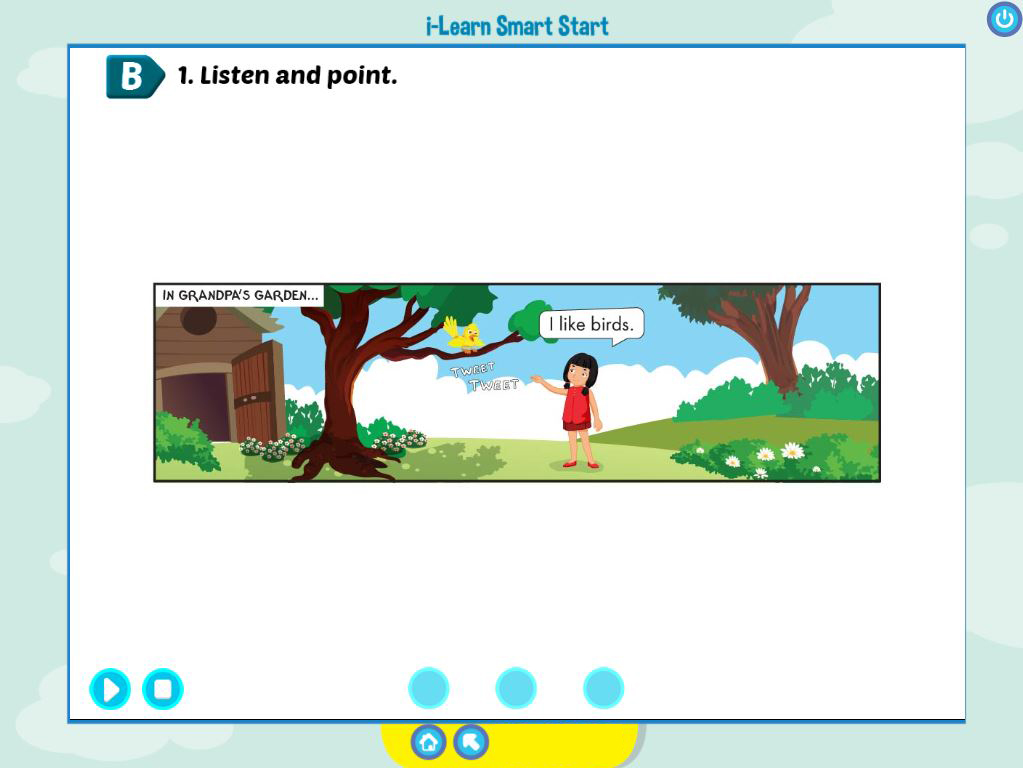 i-Learn Smart Start
B 1. Listen and point.
IN GRANDPA'S GARDEN...
I like birds.
TWEET
TWEET